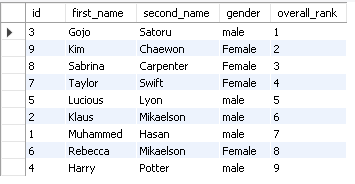 id first_name second_name gender overall_rank
3 Gojo Satoru male 1
9 Kim Chaewon Female 2
8 Sabrina Carpenter Female 3
7 Taylor Swift Female 4
5 Lucious Lyon male 5
2 Klaus Mikaelson male 6
1 Muhammed Hasan male 7
6 Rebecca Mikaelson Female 8
4 Harry Potter male 9